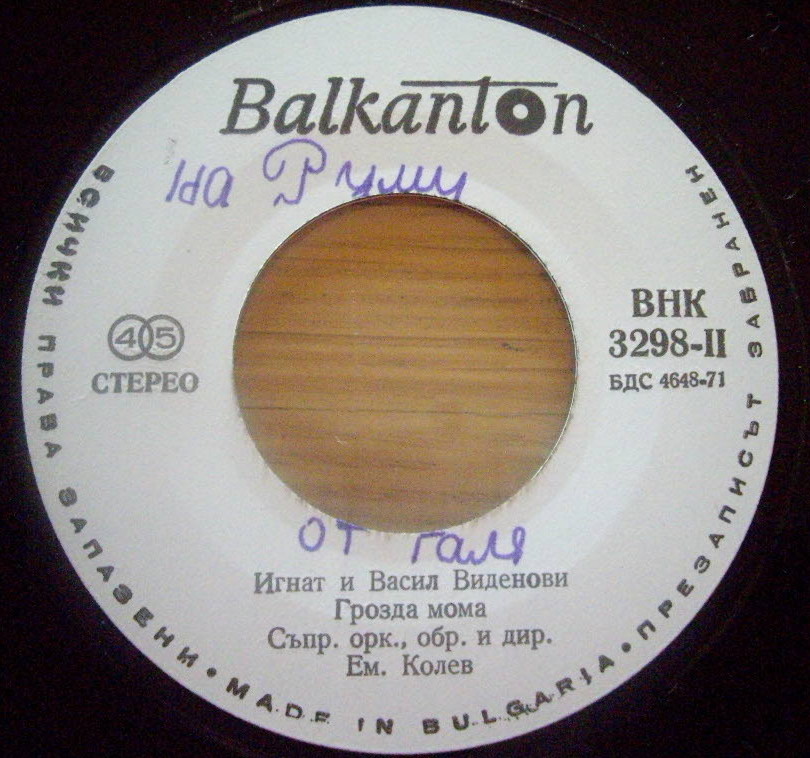 Balkanton
на Руми
45
СТЕРЕО
ВНК
3298-II
БДС 4648-71
от галя
Игнат и Васил Виденови
Грозда мома
Съпр. орк., обр. и дир.
Ем. Колев
ВСИЧКИ ПРАВА ЗАПАЗЕНИ • MADE IN BULGARIA • ПРЕЗАПИСЪТ ЗАБРАНЕН